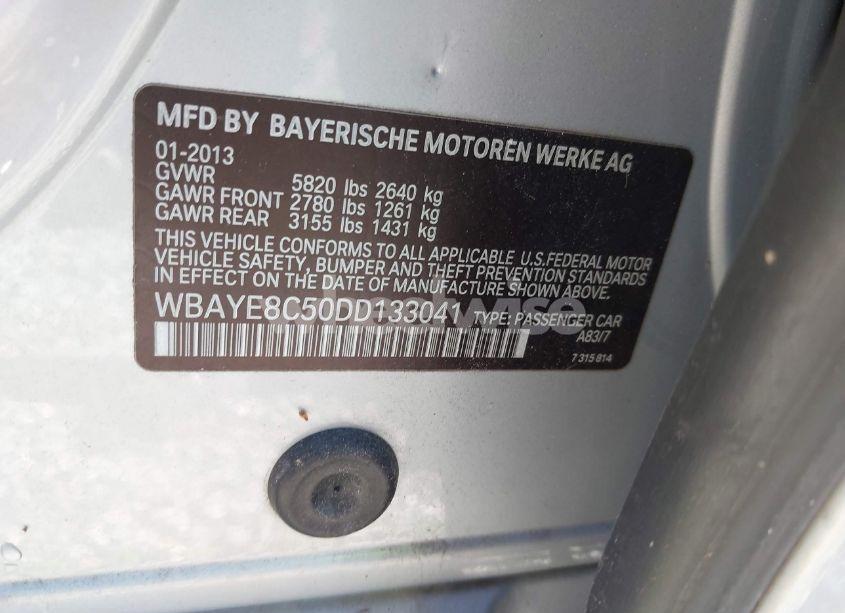 MFD BY BAYERISCHE MOTOREN WERKE AG
01-2013
GVWR 5820 lbs 2640 kg
GAWR FRONT 2780 lbs 1261 kg
GAWR REAR 3155 lbs 1431 kg
THIS VEHICLE CONFORMS TO ALL APPLICABLE U.S.FEDERAL MOTOR
VEHICLE SAFETY, BUMPER AND THEFT PREVENTION STANDARDS
IN EFFECT ON THE DATE OF MANUFACTURE SHOWN ABOVE.
WBAYE8C50DD133041 TYPE: PASSENGER CAR
A83/7
7 315 814